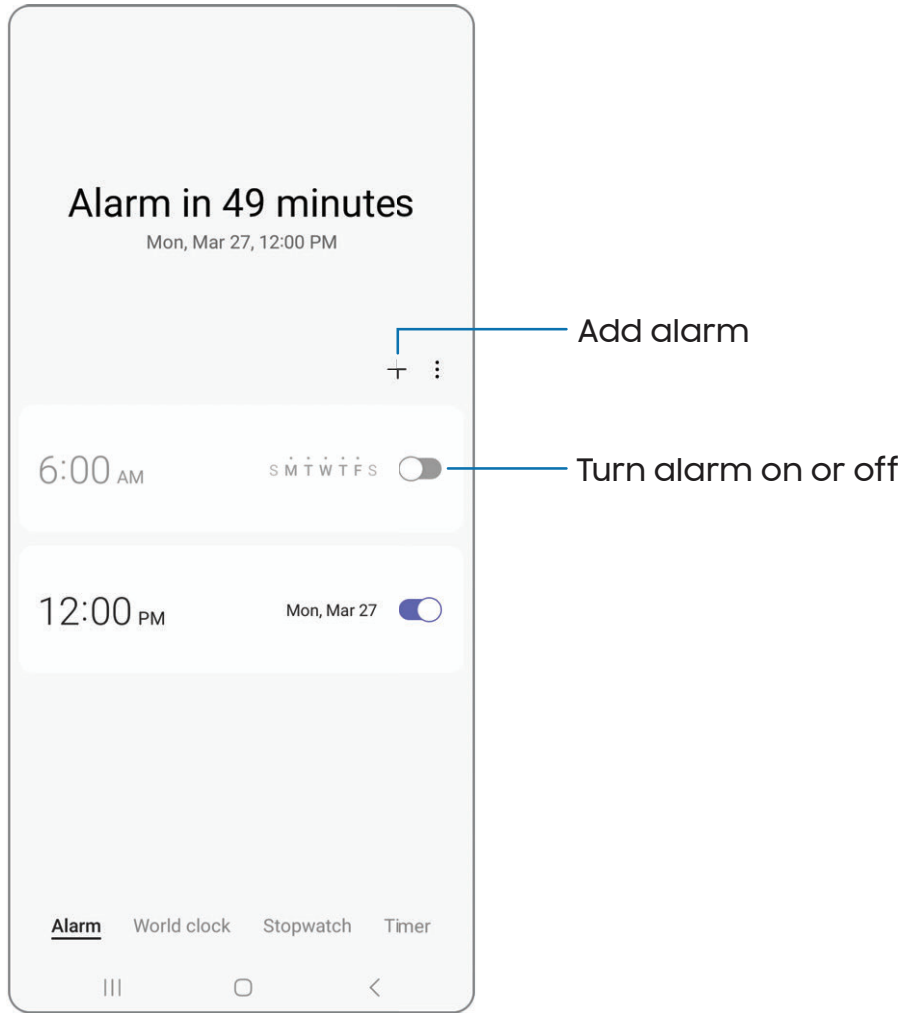 Alarm in 49 minutes
Mon, Mar 27, 12:00 PM
Add alarm
6:00 AM S M T W T F S
Turn alarm on or off
12:00 PM Mon, Mar 27
Alarm World clock Stopwatch Timer